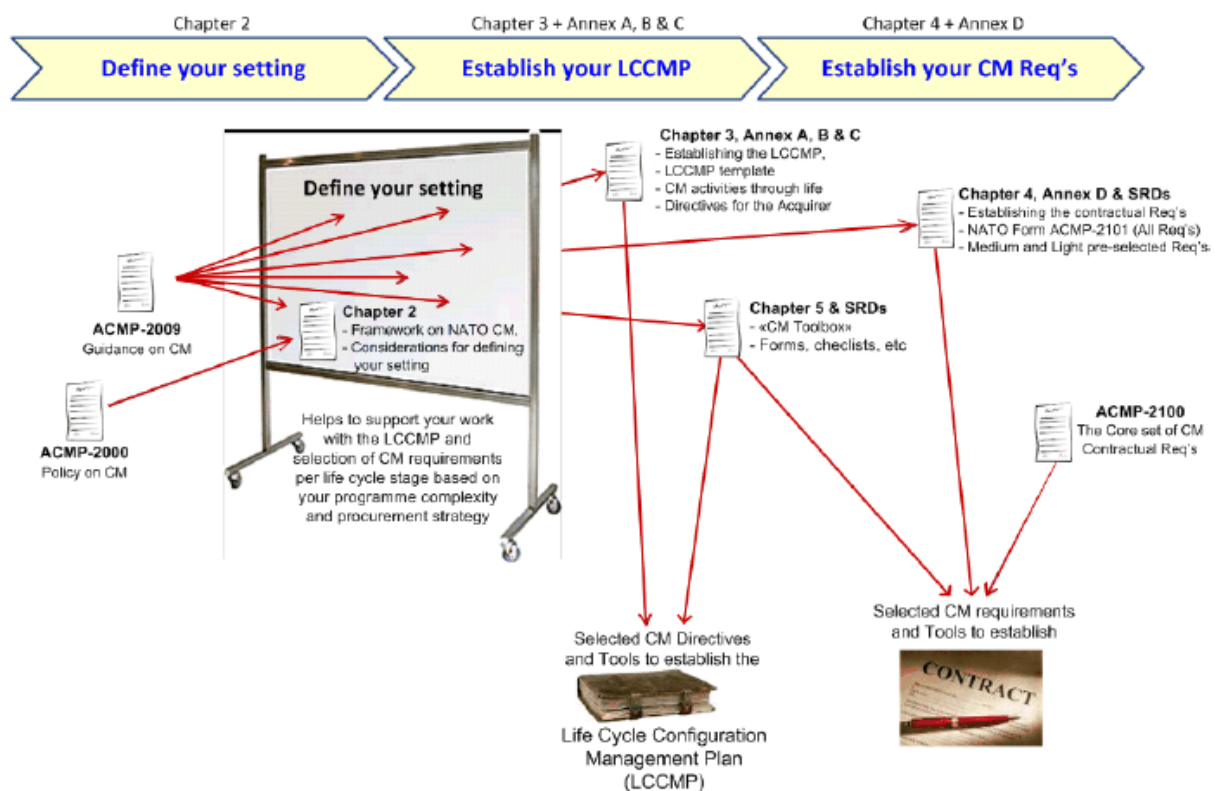 Chapter 2
Chapter 3 + Annex A, B & C
Chapter 4 + Annex D
Define your setting
Establish your LCCMP
Establish your CM Req's
Define your setting
Chapter 3, Annex A, B & C
- Establishing the LCCMP,
- LCCMP template
- CM activities through life
- Directives for the Acquirer
Chapter 4, Annex D & SRDs
- Establishing the contractual Req's
- NATO Form ACMP-2101 (All Req's)
- Medium and Light pre-selected Req's
ACMP-2009
Guidance on CM
Chapter 2
- Framework on NATO CM,
- Considerations for defining
your setting
Chapter 5 & SRDs
- «CM Toolbox»
- Forms, checlists, etc
ACMP-2000
Policy on CM
Helps to support your work
with the LCCMP and
selection of CM requirements
per life cycle stage based on
your programme complexity
and procurement strategy
ACMP-2100
The Core set of CM
Contractual Req's
Selected CM Directives
and Tools to establish the
Life Cycle Configuration
Management Plan
(LCCMP)
Selected CM requirements
and Tools to establish
CONTRACT